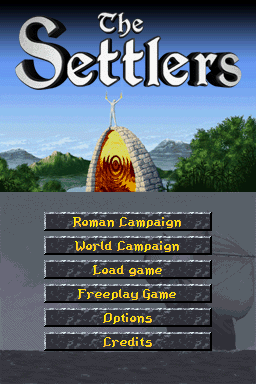 The
Settlers
Roman Campaign
World Campaign
Load game
Freeplay Game
Options
Credits